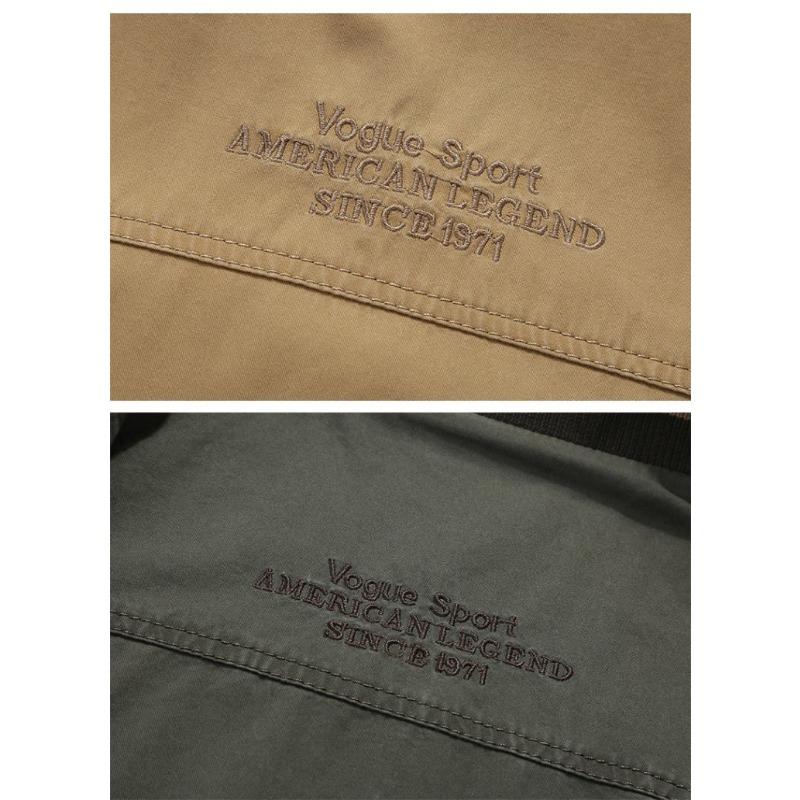 Vogue Sport
AMERICAN LEGEND
SINCE 1971
Vogue Sport
AMERICAN LEGEND
SINCE 1971